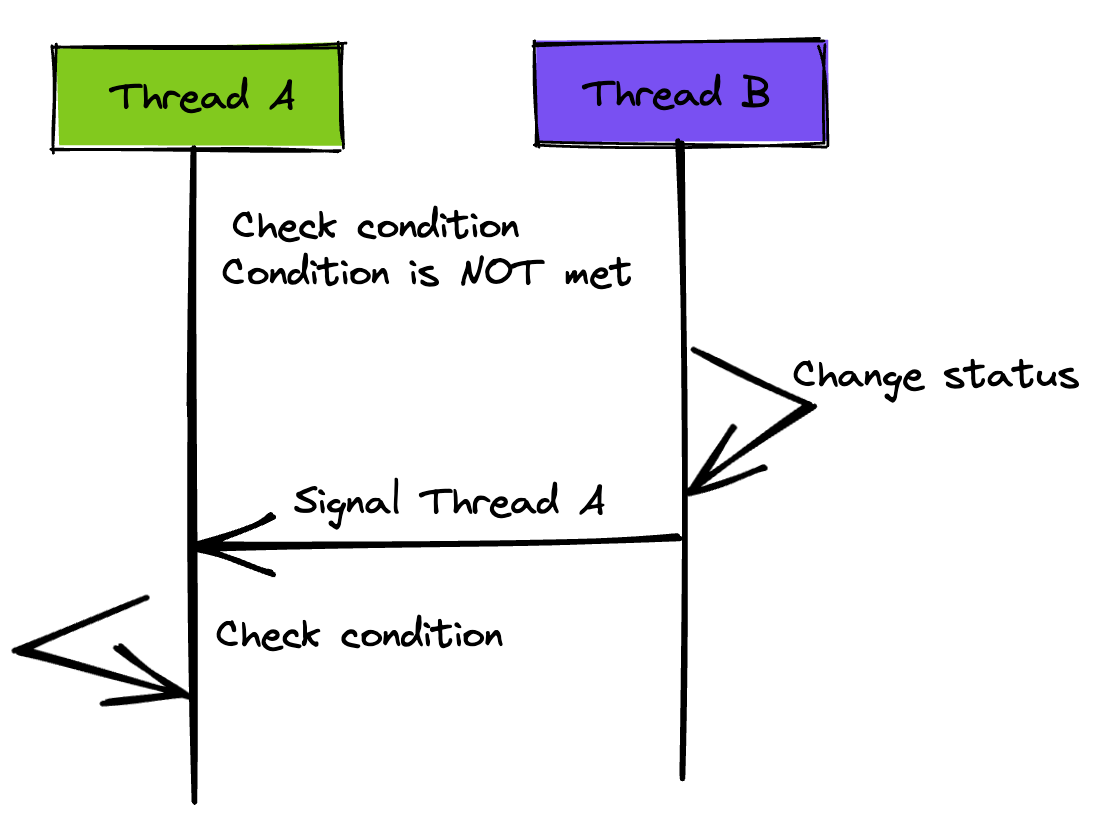 Thread A
Thread B
Check condition
Condition is NOT met
Change status
Signal Thread A
Check condition